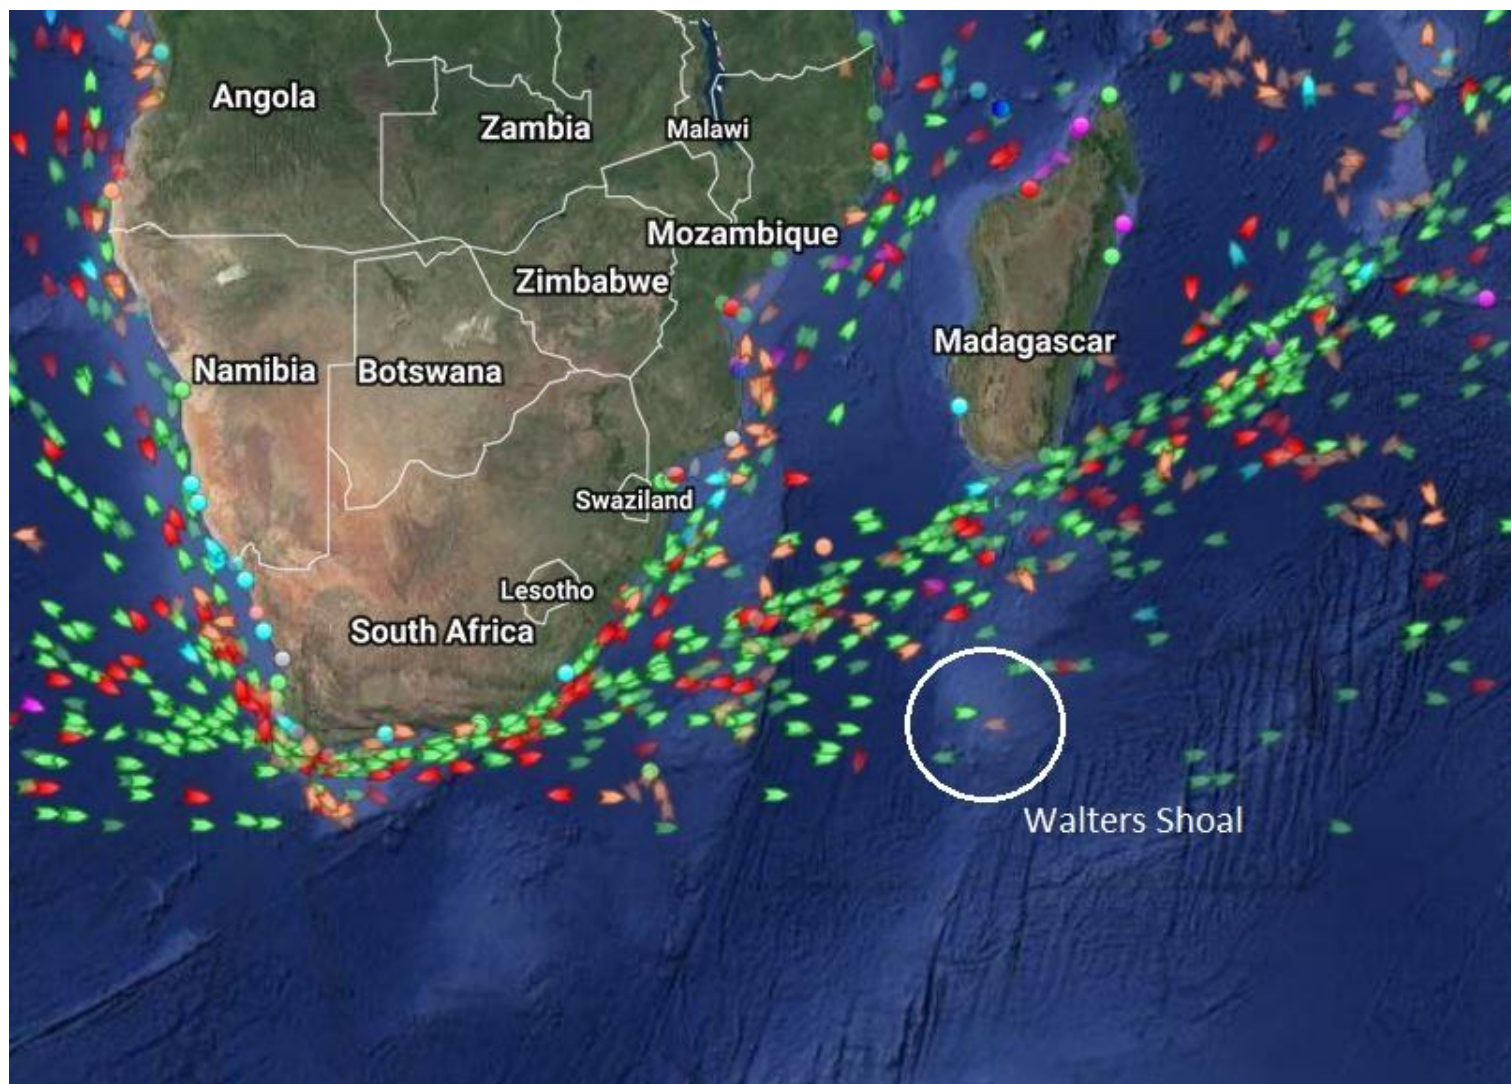 Angola
Zambia
Malawi
Mozambique
Zimbabwe
Madagascar
Namibia
Botswana
Swaziland
Lesotho
South Africa
Walters Shoal